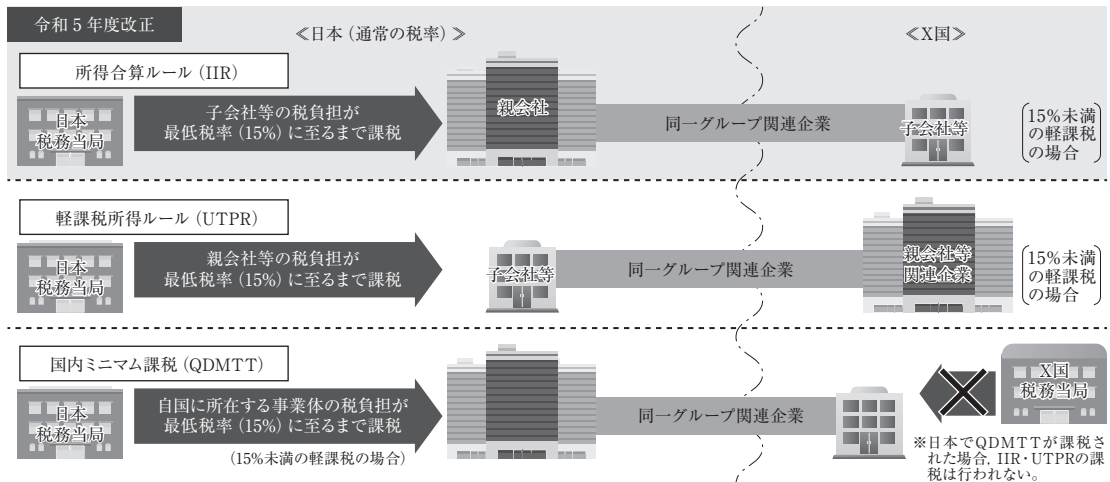 令和5年度改正
≪日本（通常の税率）≫
≪X国≫
所得合算ルール（IIR）
日本
税務当局
子会社等の税負担が
最低税率（15%）に至るまで課税
親会社
同一グループ関連企業
子会社等
15%未満
の軽課税
の場合
軽課税所得ルール（UTPR）
日本
税務当局
親会社等の税負担が
最低税率（15%）に至るまで課税
子会社等
同一グループ関連企業
親会社等
関連企業
15%未満
の軽課税
の場合
国内ミニマム課税（QDMTT）
日本
税務当局
自国に所在する事業体の税負担が
最低税率（15%）に至るまで課税
（15%未満の軽課税の場合）
同一グループ関連企業
X国
税務当局
※日本でQDMTTが課税さ
れた場合，IIR・UTPRの課
税は行われない。